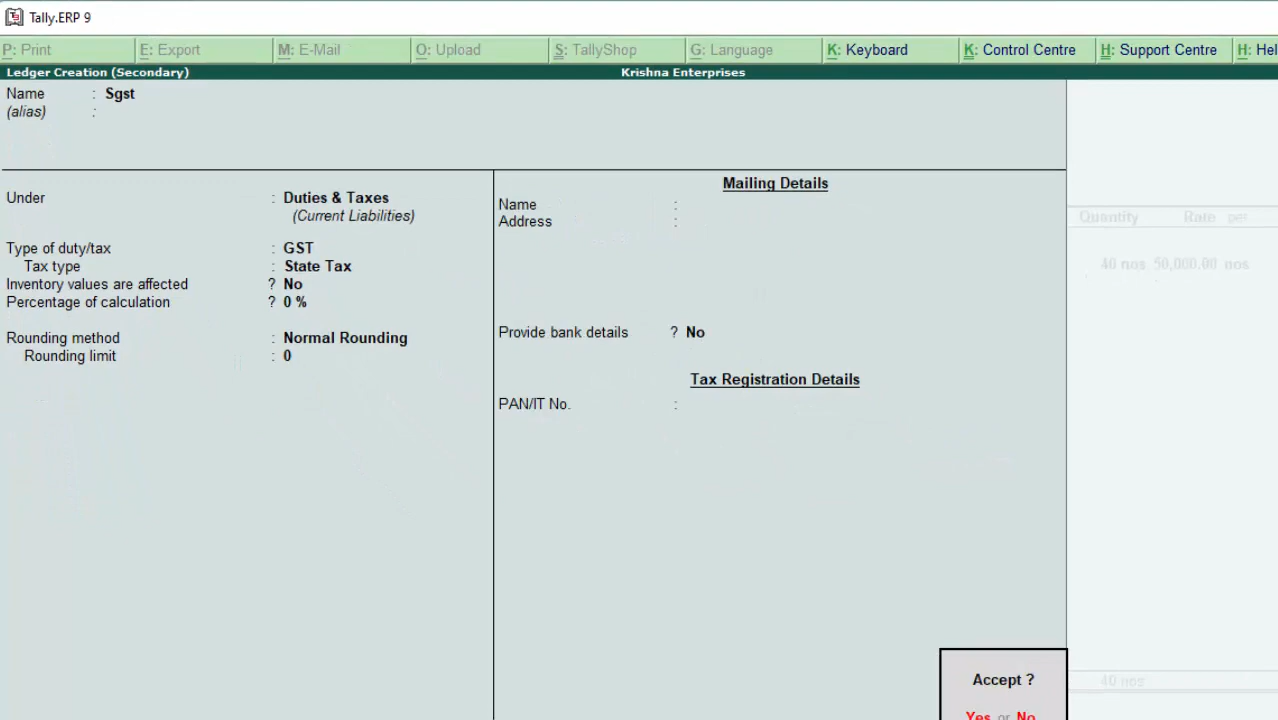 Tally.ERP 9
P: Print E: Export M: E-Mail O: Upload S: TallyShop G: Language K: Keyboard K: Control Centre H: Support Centre H: Hel
Ledger Creation (Secondary) Krishna Enterprises
Name : Sgst
(alias) :
Under : Duties & Taxes
(Current Liabilities)
Type of duty/tax : GST
Tax type : State Tax
Inventory values are affected ? No
Percentage of calculation ? 0 %
Rounding method : Normal Rounding
Rounding limit : 0
Mailing Details
Name :
Address :
Provide bank details ? No
Tax Registration Details
PAN/IT No. :
Quantity Rate per
40 nos 50,000.00 nos
40 nos
Accept ?
Yes or No